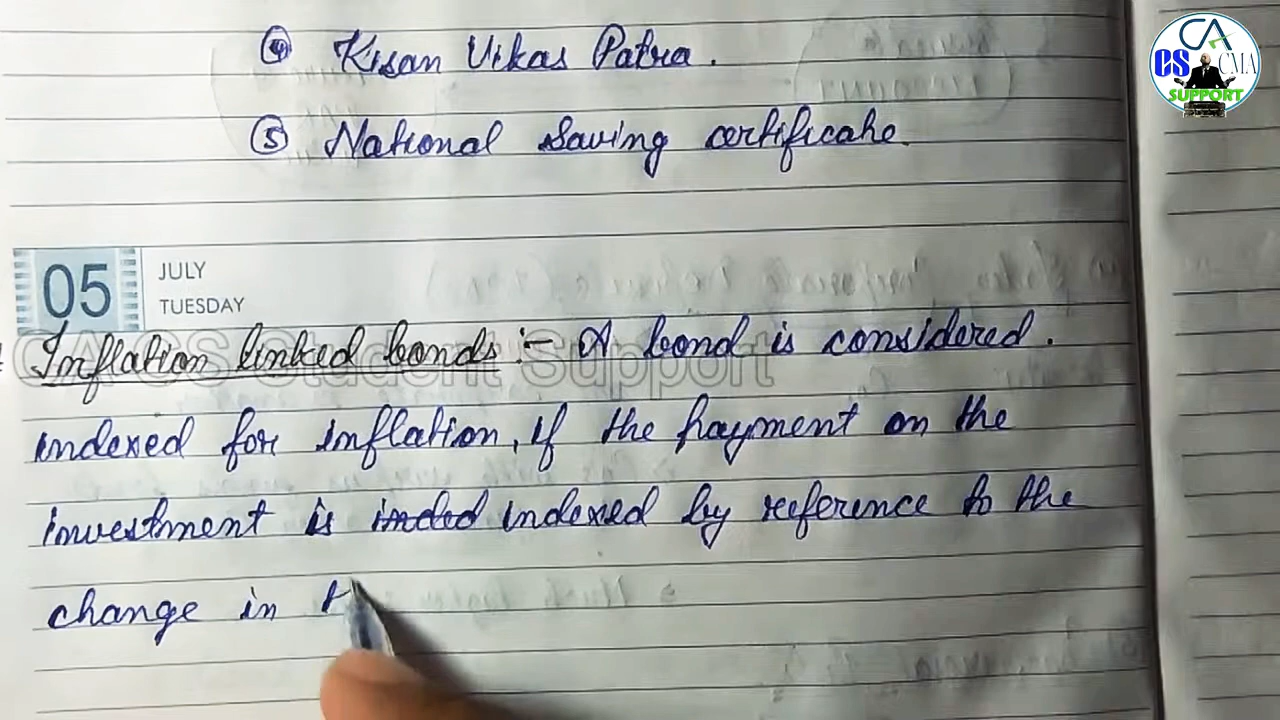 ④ Kisan Vikas Patra.
⑤ National Saving certificate.
05
JULY
TUESDAY
Inflation linked bonds :- A bond is considered.
indexed for inflation, if the payment on the
investment is inded indexed by reference to the
change in
CA CS Student Support
CA
CS CMA
SUPPORT